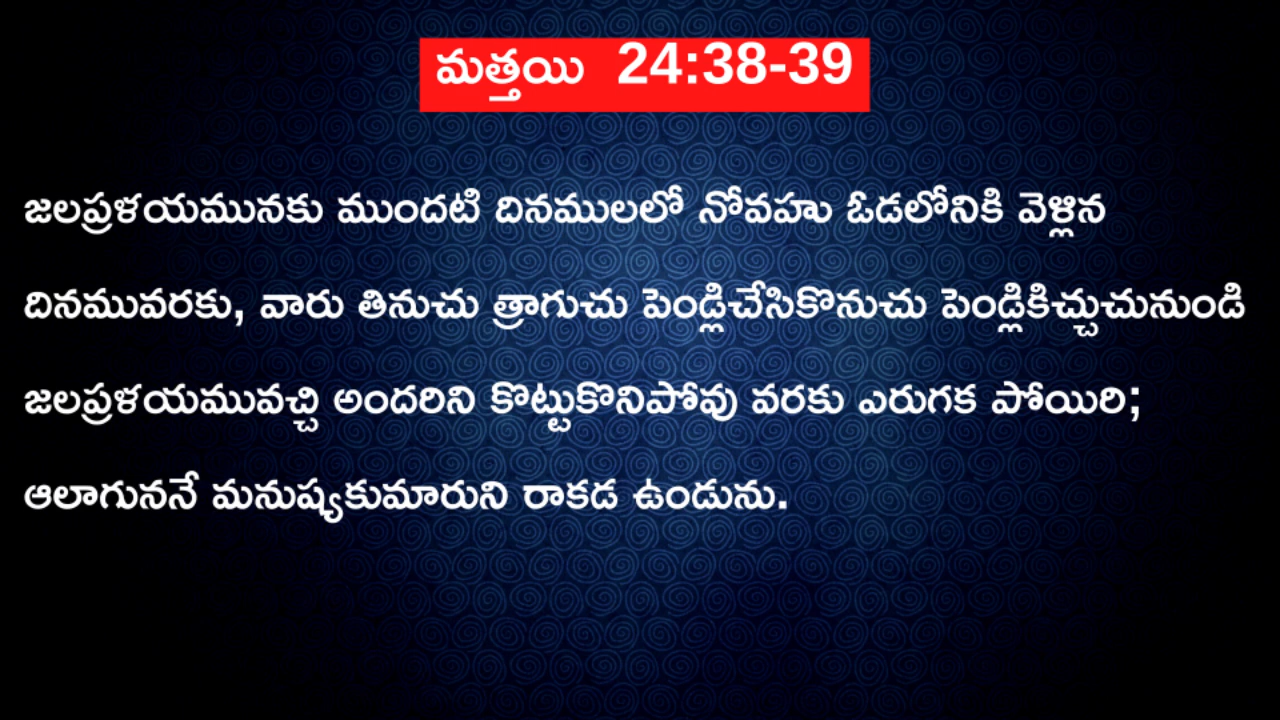 మత్తయి 24:38-39
జలప్రళయమునకు ముందటి దినములలో నోవహు ఓడలోనికి వెళ్లిన
దినమువరకు, వారు తినుచు త్రాగుచు పెండ్లిచేసికొనుచు పెండ్లికిచ్చుచునుండి
జలప్రళయమువచ్చి అందరిని కొట్టుకొనిపోవు వరకు ఎరుగక పోయిరి;
ఆలాగుననే మనుష్యకుమారుని రాకడ ఉండును.